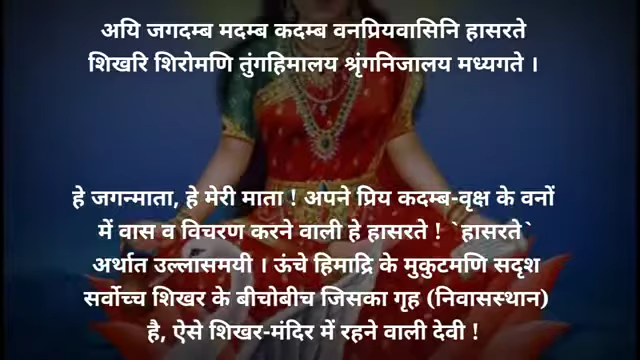 अयि जगदम्ब मदम्ब कदम्ब वनप्रियवासिनि हासरते
शिखरि शिरोमणि तुंगहिमालय श्रृंगनिजालय मध्यगते ।
हे जगन्माता, हे मेरी माता ! अपने प्रिय कदम्ब-वृक्ष के वनों
में वास व विचरण करने वाली हे हासरते ! `हासरते`
अर्थात उल्लासमयी । ऊंचे हिमाद्रि के मुकुटमणि सदृश
सर्वोच्च शिखर के बीचोबीच जिसका गृह (निवासस्थान)
है, ऐसे शिखर-मंदिर में रहने वाली देवी !